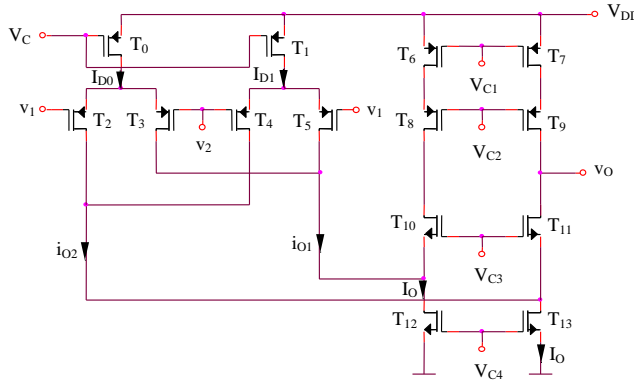 V_DD
V_C
T_0
T_1
T_6
T_7
I_D0
I_D1
V_C1
v_1
T_2
T_3
v_2
T_4
T_5
v_1
T_8
V_C2
T_9
v_O
i_O2
i_O1
T_10
V_C3
T_11
I_O
T_12
V_C4
T_13
I_O